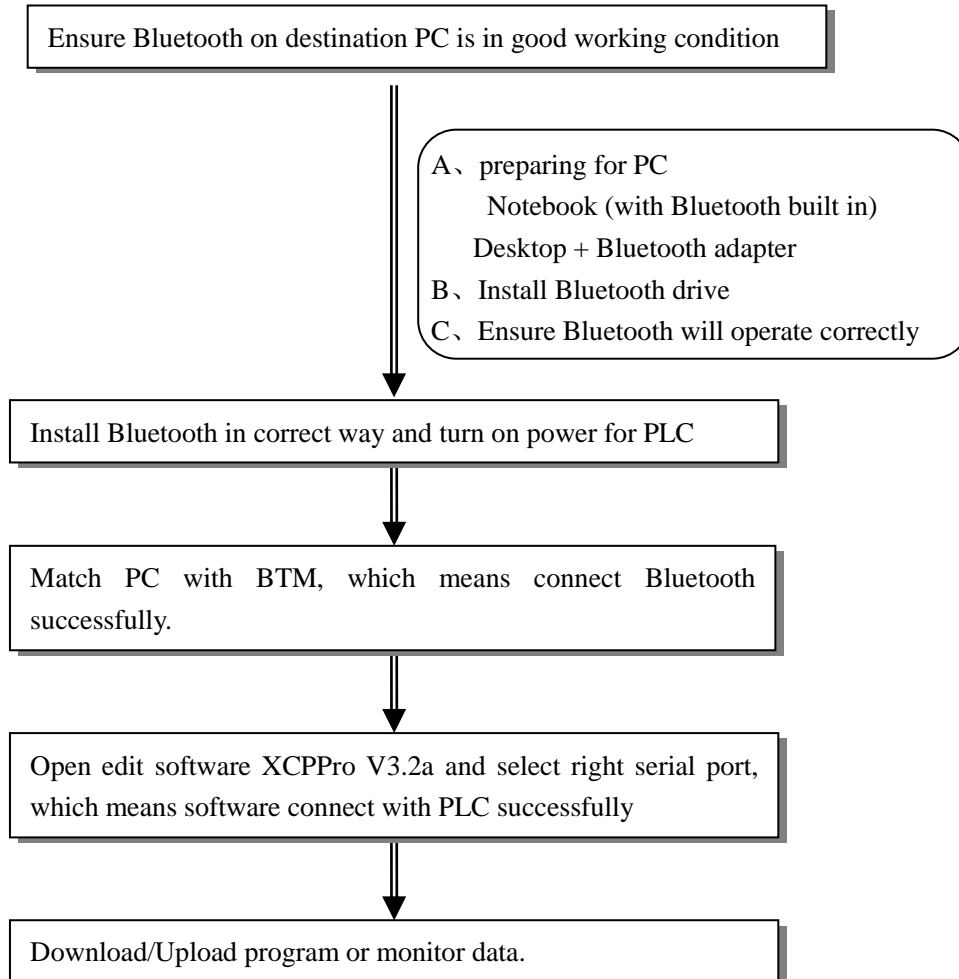 Ensure Bluetooth on destination PC is in good working condition
A、preparing for PC
Notebook (with Bluetooth built in)
Desktop + Bluetooth adapter
B、Install Bluetooth drive
C、Ensure Bluetooth will operate correctly
Install Bluetooth in correct way and turn on power for PLC
Match PC with BTM, which means connect Bluetooth
successfully.
Open edit software XCPPro V3.2a and select right serial port,
which means software connect with PLC successfully
Download/Upload program or monitor data.